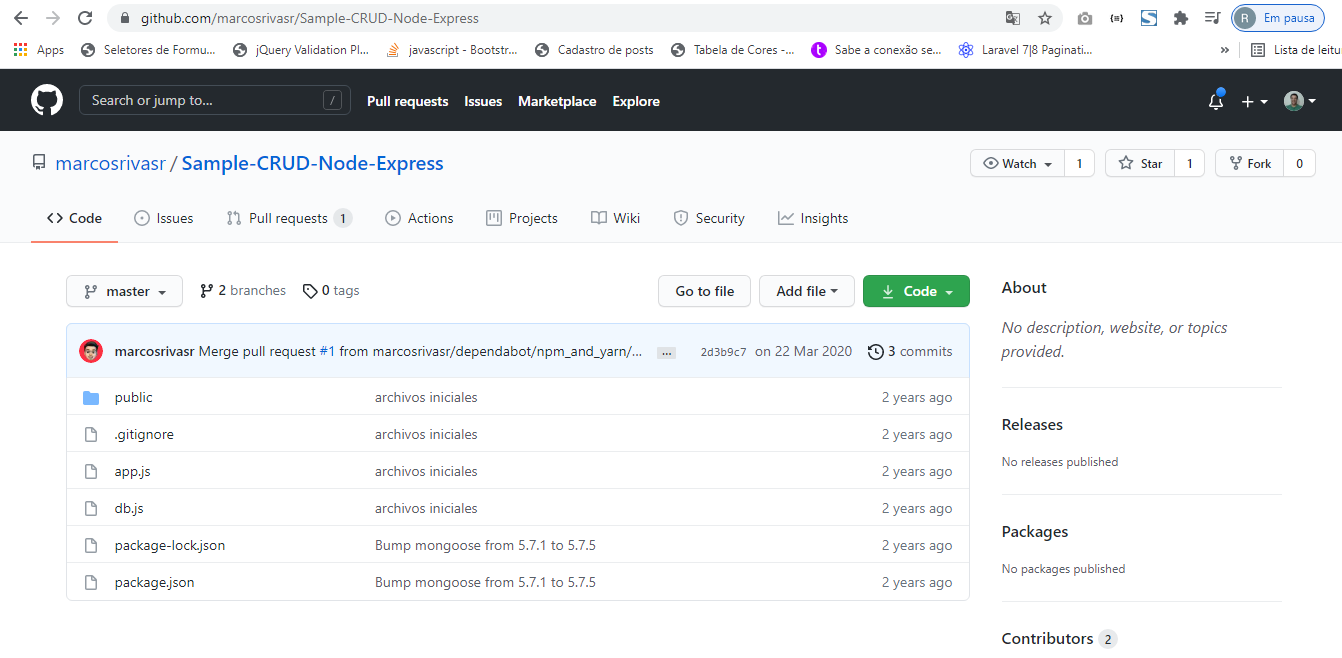 github.com/marcosrivasr/Sample-CRUD-Node-Express
R Em pausa
Apps Seletores de Formu... jQuery Validation Pl... javascript - Bootstr... Cadastro de posts Tabela de Cores -... Sabe a conexão se... Laravel 7|8 Paginati... » Lista de leitu
Search or jump to... / Pull requests Issues Marketplace Explore
marcosrivasr / Sample-CRUD-Node-Express
Watch 1 Star 1 Fork 0
Code Issues Pull requests 1 Actions Projects Wiki Security Insights
master 2 branches 0 tags Go to file Add file Code
marcosrivasr Merge pull request #1 from marcosrivasr/dependabot/npm_and_yarn/... ... 2d3b9c7 on 22 Mar 2020 3 commits
public archivos iniciales 2 years ago
.gitignore archivos iniciales 2 years ago
app.js archivos iniciales 2 years ago
db.js archivos iniciales 2 years ago
package-lock.json Bump mongoose from 5.7.1 to 5.7.5 2 years ago
package.json Bump mongoose from 5.7.1 to 5.7.5 2 years ago
About
No description, website, or topics
provided.
Releases
No releases published
Packages
No packages published
Contributors 2